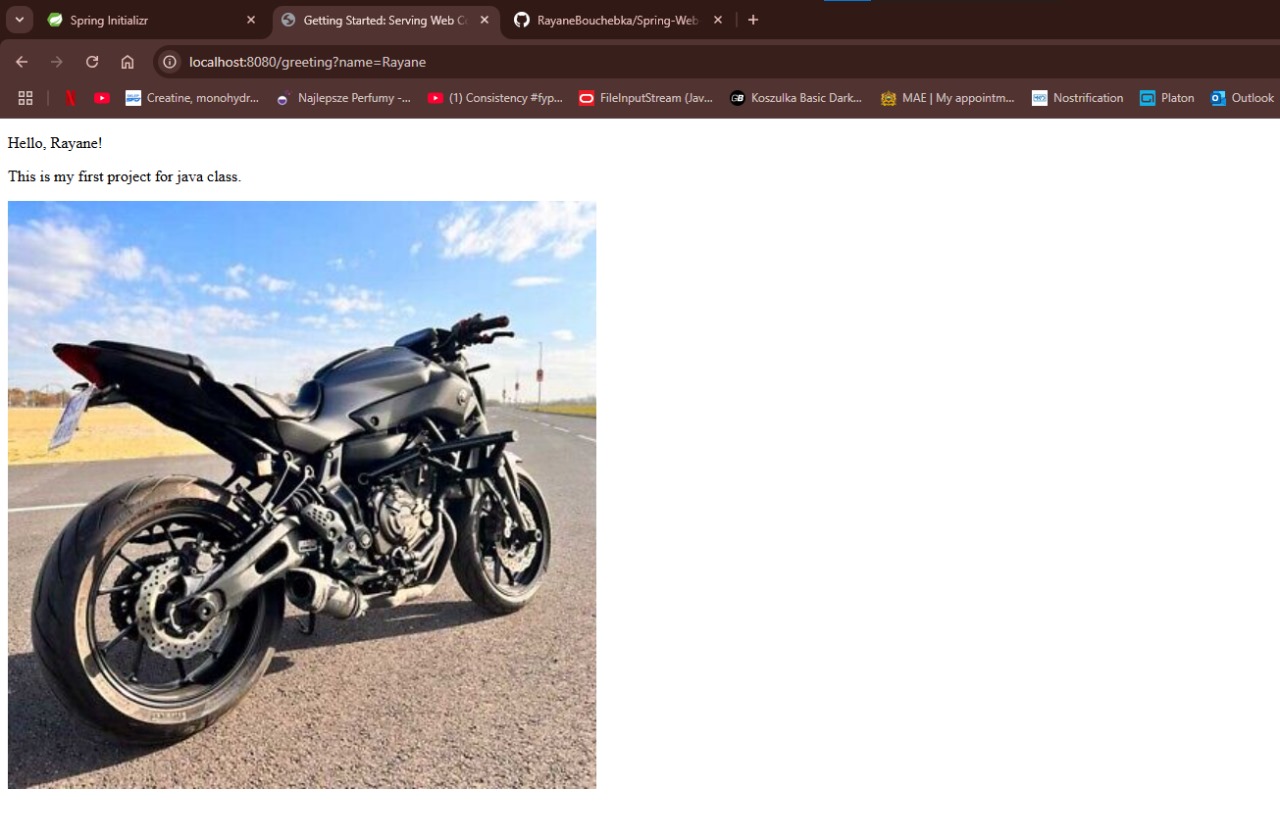 Spring Initializr
Getting Started: Serving Web Co
RayaneBouchebka/Spring-Web
localhost:8080/greeting?name=Rayane
Creatine, monohydr...
Najlepsze Perfumy -...
(1) Consistency #fyp...
FileInputStream (Jav...
Koszulka Basic Dark...
MAE | My appointm...
Nostrification
Platon
Outlook
Hello, Rayane!
This is my first project for java class.